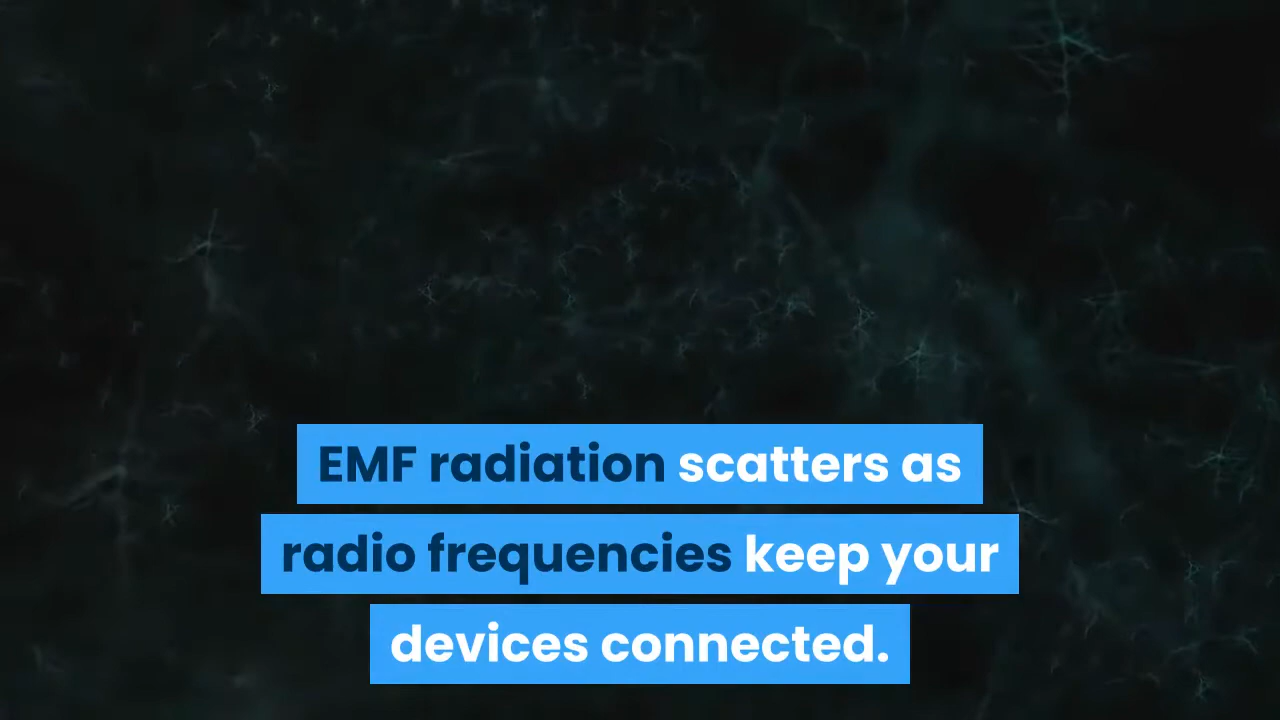 EMF radiation scatters as
radio frequencies keep your
devices connected.